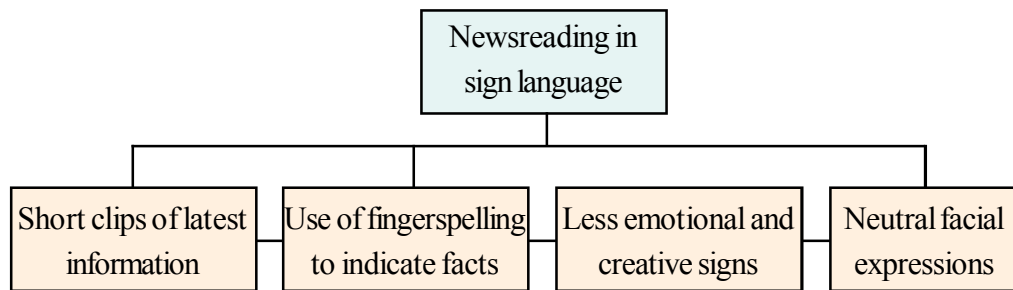 Newsreading in
sign language
Short clips of latest
information
Use of fingerspelling
to indicate facts
Less emotional and
creative signs
Neutral facial
expressions